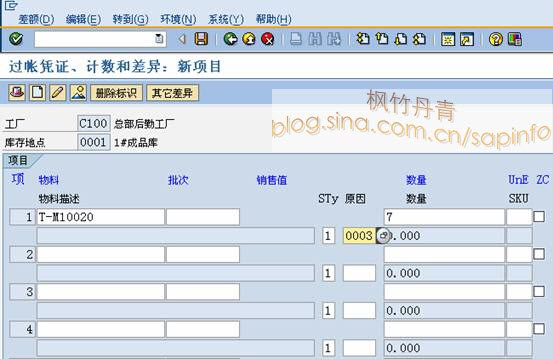 差额(D) 编辑(E) 转到(G) 环境(N) 系统(Y) 帮助(H)
过帐凭证、计数和差异: 新项目
删除标识 其它差异
枫竹丹青
blog.sina.com.cn/sapinfo
工厂 C100 总部后勤工厂
库存地点 0001 1#成品库
项目
项 物料 批次 销售值 数量 UnE ZC
物料描述 STy 原因 数量 SKU
1 T-M10020 7
1 0003 0.000
2
1 0.000
3
1 0.000
4
1 0.000